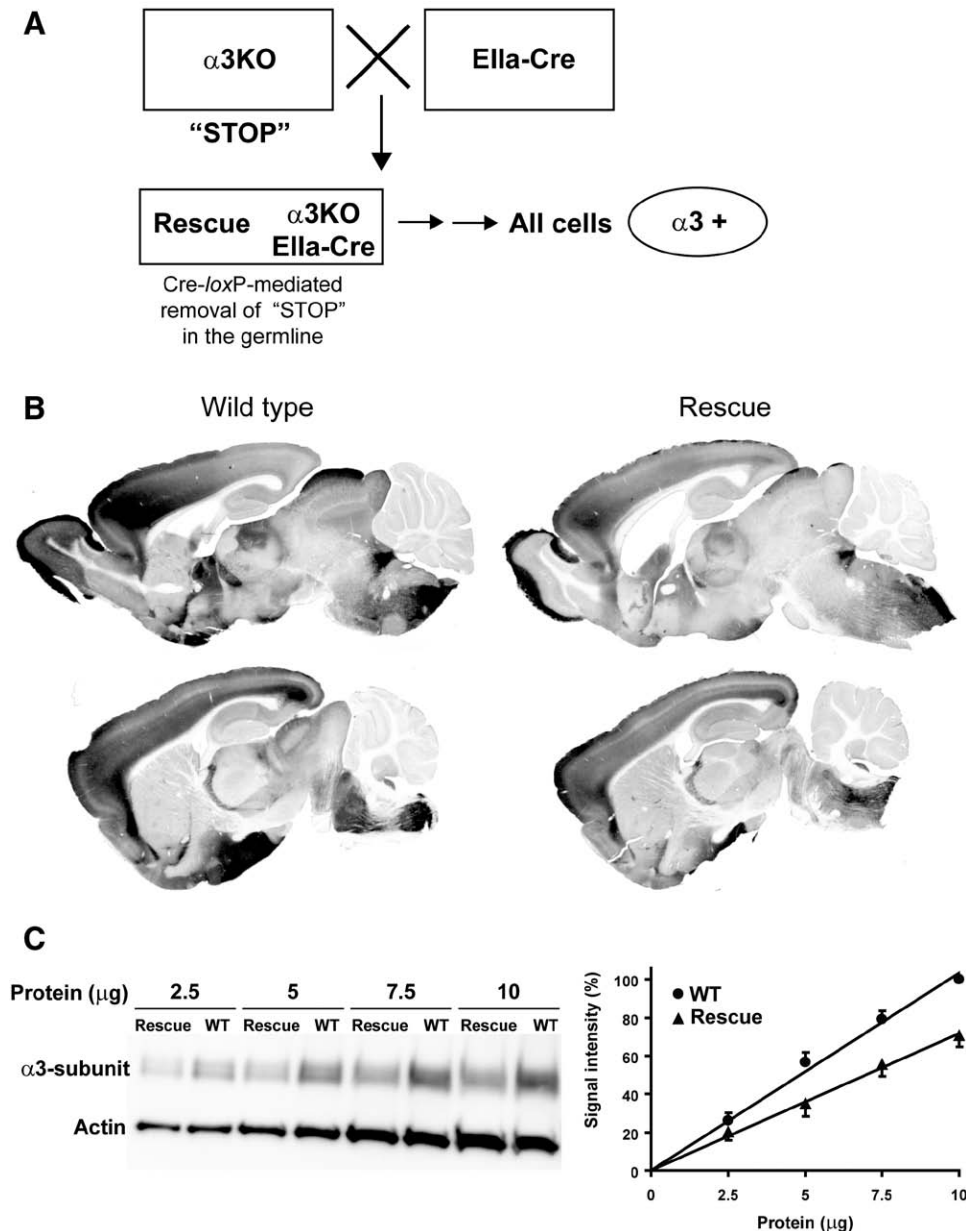 A
α3KO
EIIa-Cre
“STOP”
Rescue
α3KO
EIIa-Cre
All cells
α3 +
Cre-loxP-mediated
removal of “STOP”
in the germline
B
Wild type
Rescue
C
Protein (μg)
2.5
5
7.5
10
Rescue WT Rescue WT Rescue WT Rescue WT
α3-subunit
Actin
Signal intensity (%)
100
80
60
40
20
0
WT
Rescue
0 2.5 5 7.5 10
Protein (μg)